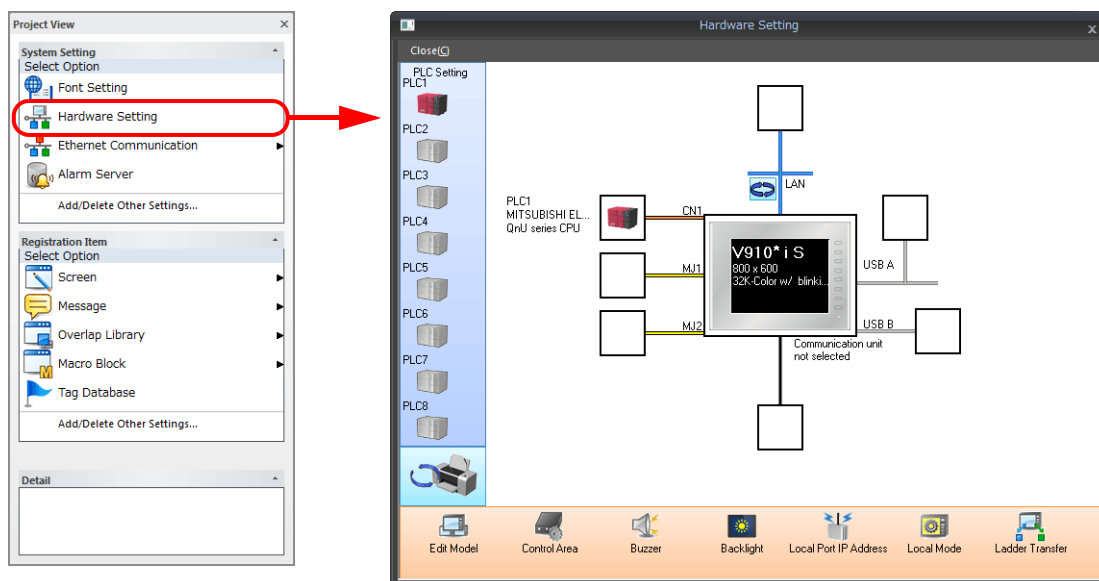 Project View
System Setting
Select Option
Font Setting
Hardware Setting
Ethernet Communication
Alarm Server
Add/Delete Other Settings...
Registration Item
Select Option
Screen
Message
Overlap Library
Macro Block
Tag Database
Add/Delete Other Settings...
Detail
Hardware Setting
Close(C)
PLC Setting
PLC1
PLC2
PLC3
PLC4
PLC5
PLC6
PLC7
PLC8
LAN
PLC1
MITSUBISHI EL...
QnU series CPU
CN1
MJ1
MJ2
V910* i S
800 x 600
32K-Color w/ blinki...
USB A
USB B
Communication unit
not selected
Edit Model
Control Area
Buzzer
Backlight
Local Port IP Address
Local Mode
Ladder Transfer